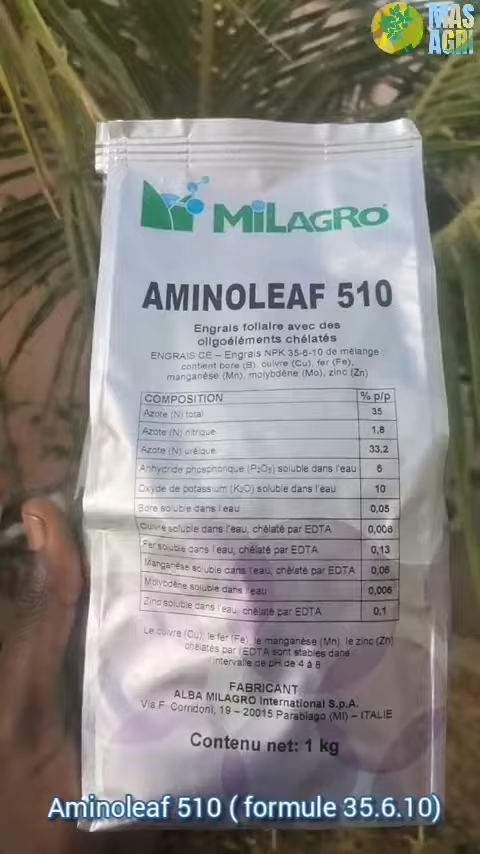 MAS
AGRI
MiLAGRO
AMINOLEAF 510
Engrais foliaire avec des
oligoéléments chélatés
ENGRAIS CE – Engrais NPK 35-6-10 de mélange :
contient bore (B), cuivre (Cu), fer (Fe),
manganèse (Mn), molybdène (Mo), zinc (Zn)
COMPOSITION % p/p
Azote (N) total 35
Azote (N) nitrique 1,8
Azote (N) uréique 33,2
Anhydride phosphorique (P₂O₅) soluble dans l'eau 6
Oxyde de potassium (K₂O) soluble dans l'eau 10
Bore soluble dans l'eau 0,05
Cuivre soluble dans l'eau, chélaté par EDTA 0,006
Fer soluble dans l'eau, chélaté par EDTA 0,13
Manganèse soluble dans l'eau, chélaté par EDTA 0,06
Molybdène soluble dans l'eau 0,006
Zinc soluble dans l'eau, chélaté par EDTA 0,1
Le cuivre (Cu), le fer (Fe), le manganèse (Mn), le zinc (Zn)
chélatés par l'EDTA sont stables dans
l'intervalle de pH de 4 à 8
FABRICANT
ALBA MILAGRO International S.p.A.
Via F. Corridoni, 19 – 20015 Parabiago (MI) – ITALIE
Contenu net: 1 kg
Aminoleaf 510 ( formule 35.6.10)